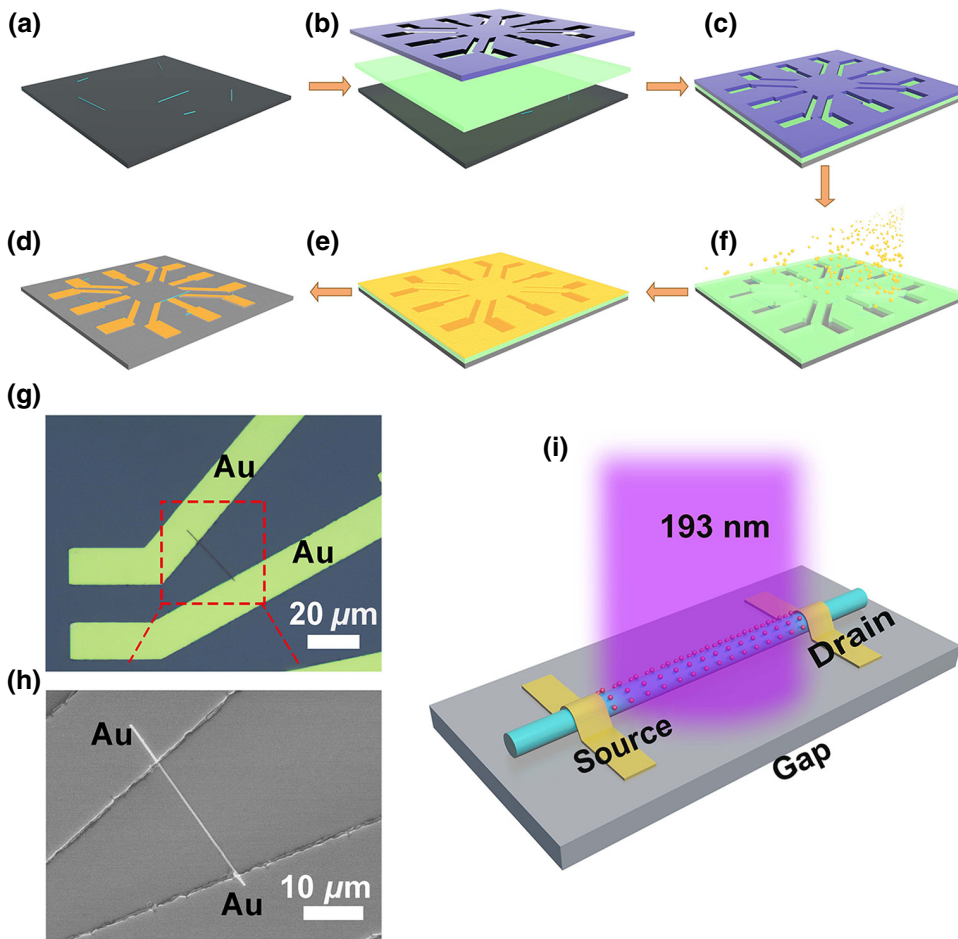 (a)
(b)
(c)
(d)
(e)
(f)
(g)
Au
Au
20 µm
(h)
Au
Au
10 µm
(i)
193 nm
Drain
Source
Gap